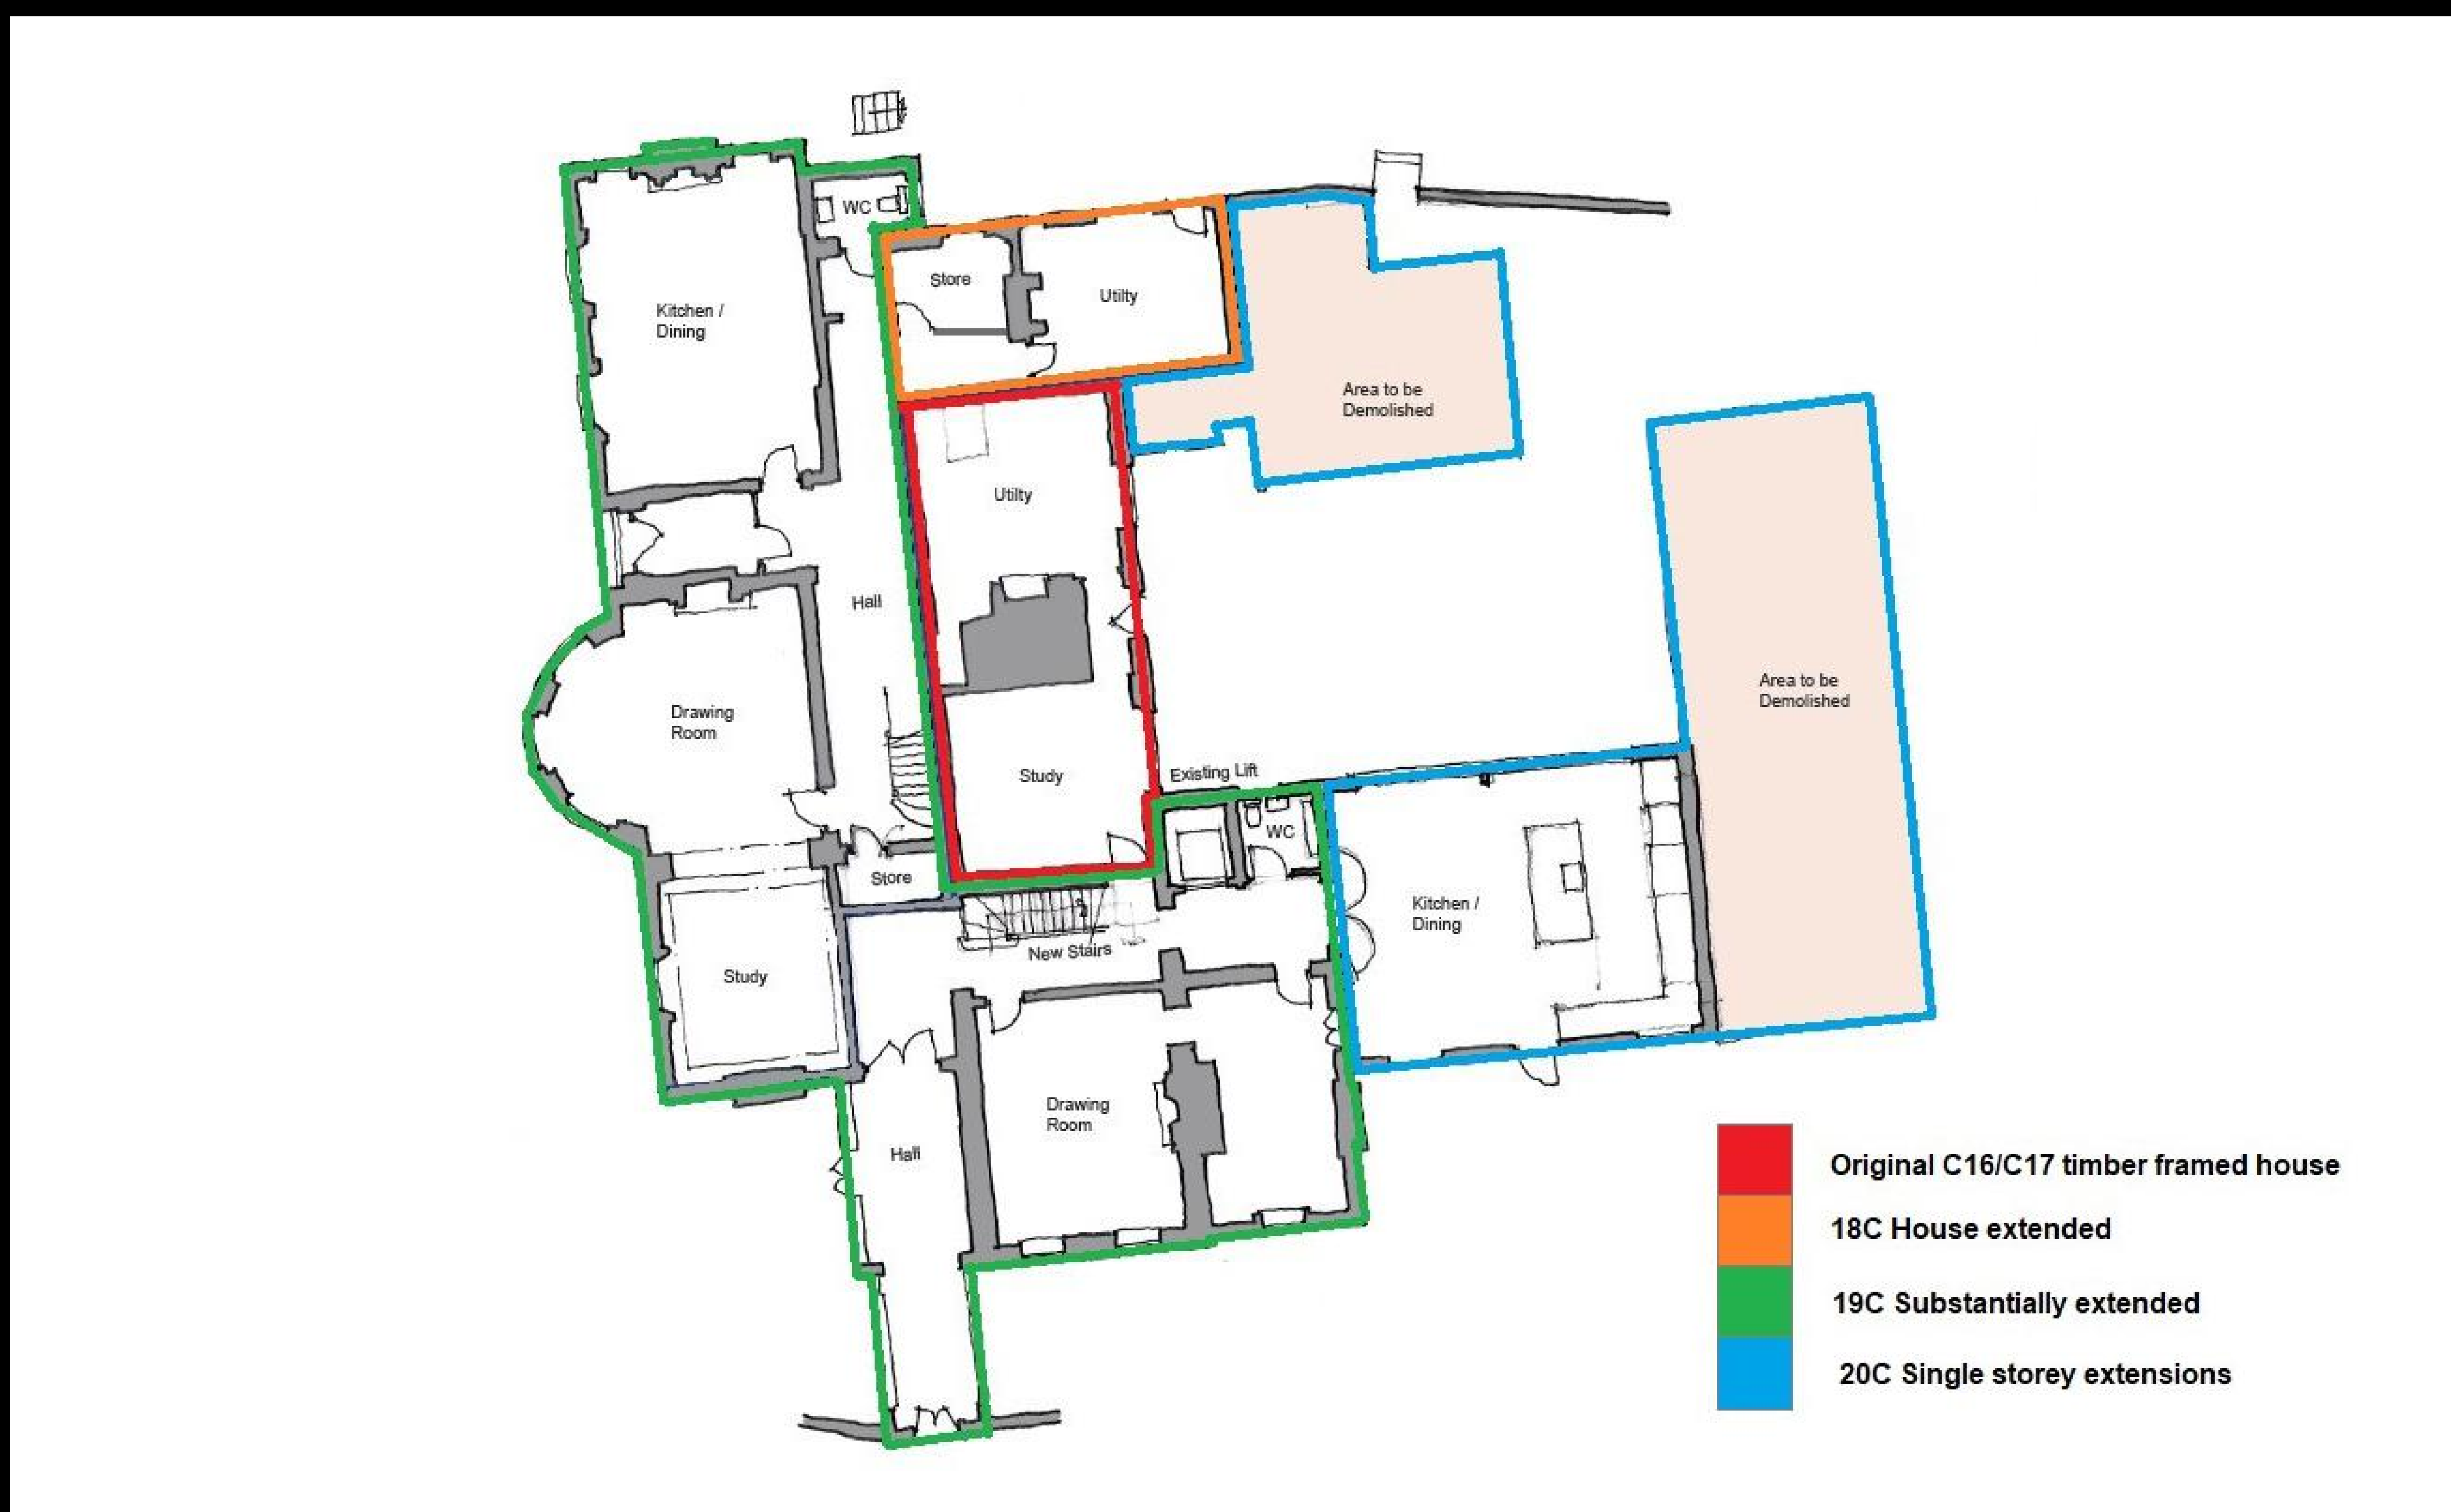 WC
Store
Utilty
Kitchen /
Dining
Area to be
Demolished
Utilty
Hall
Drawing
Room
Area to be
Demolished
Study
Existing Lift
WC
Store
Kitchen /
Dining
New Stairs
Study
Drawing
Room
Hall
Original C16/C17 timber framed house
18C House extended
19C Substantially extended
20C Single storey extensions